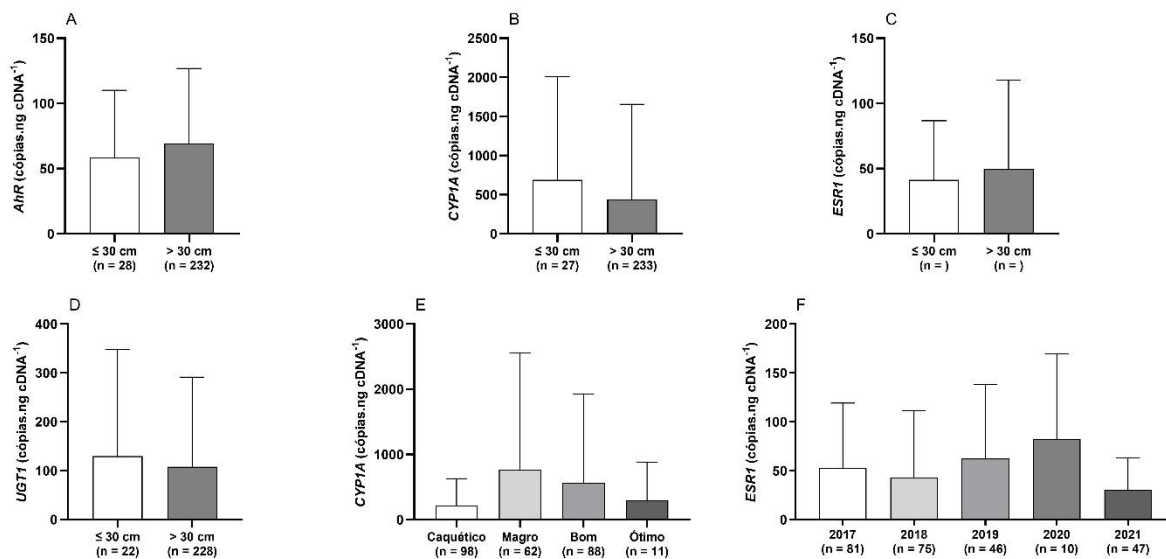 A
AhR (cópias.ng cDNA⁻¹)
150
100
50
0
≤ 30 cm > 30 cm
(n = 28) (n = 232)
B
CYP1A (cópias.ng cDNA⁻¹)
2500
2000
1500
1000
500
0
≤ 30 cm > 30 cm
(n = 27) (n = 233)
C
ESR1 (cópias.ng cDNA⁻¹)
150
100
50
0
≤ 30 cm > 30 cm
(n = ) (n = )
D
UGT1 (cópias.ng cDNA⁻¹)
400
300
200
100
0
≤ 30 cm > 30 cm
(n = 22) (n = 228)
E
CYP1A (cópias.ng cDNA⁻¹)
3000
2000
1000
0
Caquético Magro Bom Ótimo
(n = 98) (n = 62) (n = 88) (n = 11)
F
ESR1 (cópias.ng cDNA⁻¹)
200
150
100
50
0
2017 2018 2019 2020 2021
(n = 81) (n = 75) (n = 46) (n = 10) (n = 47)